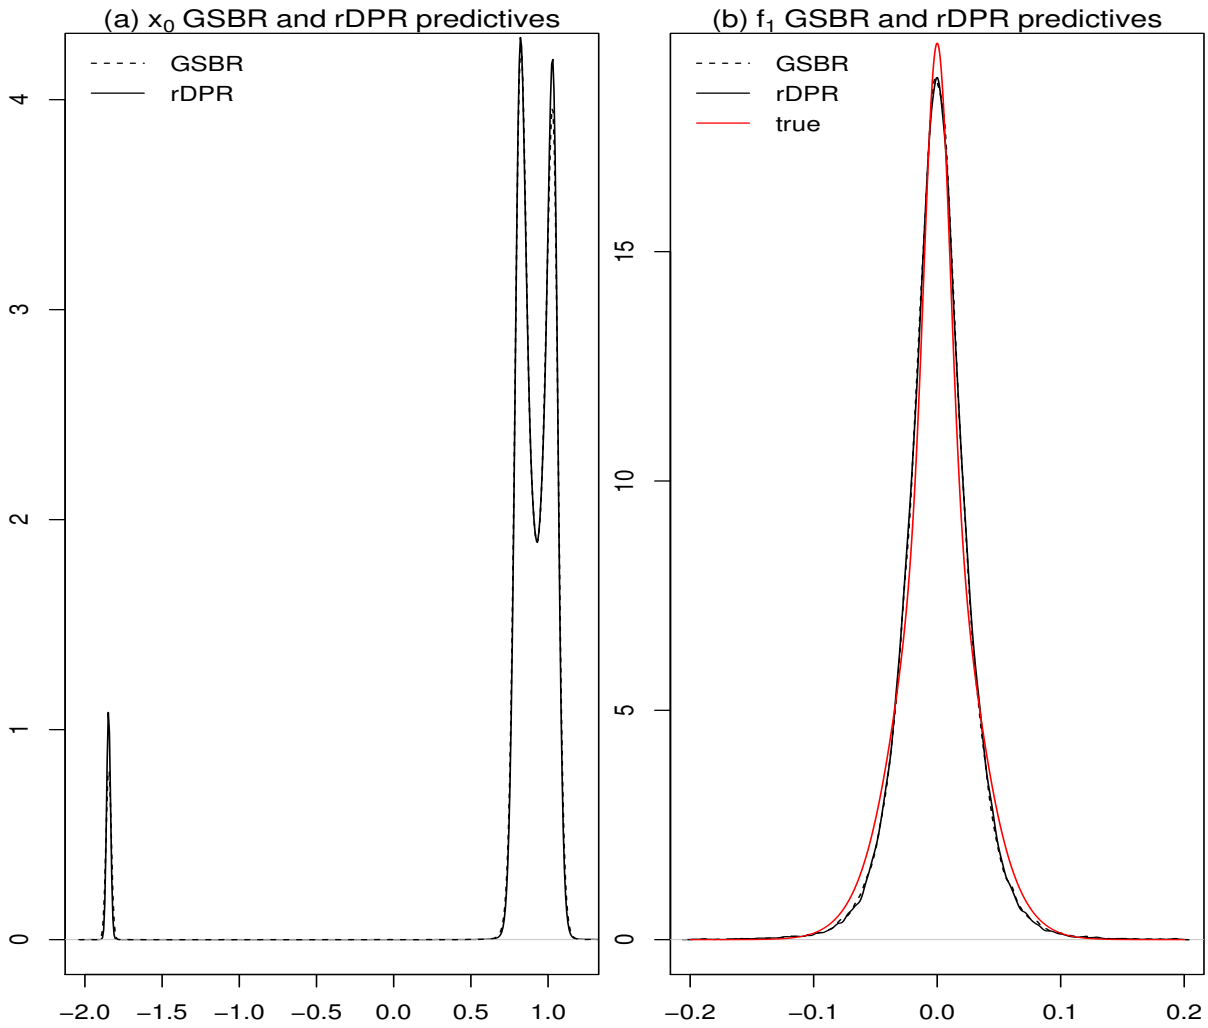 (a) x₀ GSBR and rDPR predictives
GSBR
rDPR
4
3
2
1
0
−2.0 −1.5 −1.0 −0.5 0.0 0.5 1.0
(b) f₁ GSBR and rDPR predictives
GSBR
rDPR
true
15
10
5
0
−0.2 −0.1 0.0 0.1 0.2